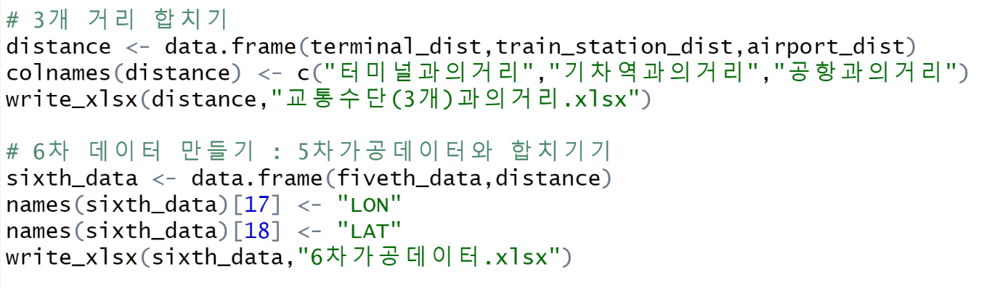 # 3개 거리 합치기
distance <- data.frame(terminal_dist,train_station_dist,airport_dist)
colnames(distance) <- c("터미널과의거리","기차역과의거리","공항과의거리")
write_xlsx(distance,"교통수단(3개)과의거리.xlsx")

# 6차 데이터 만들기 : 5차가공데이터와 합치기기
sixth_data <- data.frame(fiveth_data,distance)
names(sixth_data)[17] <- "LON"
names(sixth_data)[18] <- "LAT"
write_xlsx(sixth_data,"6차가공데이터.xlsx")